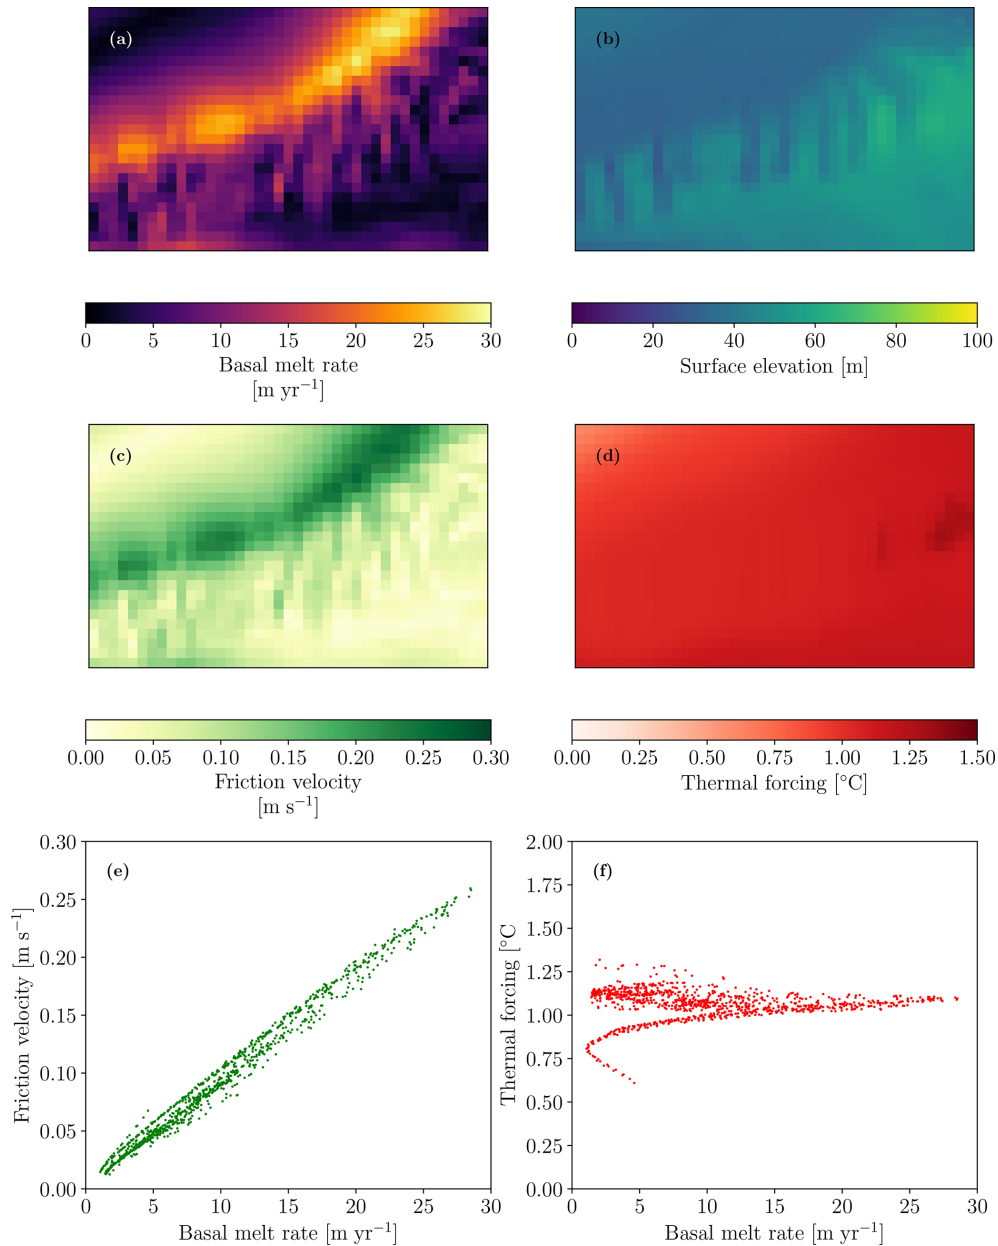 (a)
(b)
0 5 10 15 20 25 30
Basal melt rate
[m yr⁻¹]
0 20 40 60 80 100
Surface elevation [m]
(c)
(d)
0.00 0.05 0.10 0.15 0.20 0.25 0.30
Friction velocity
[m s⁻¹]
0.00 0.25 0.50 0.75 1.00 1.25 1.50
Thermal forcing [°C]
(e)
0.30
0.25
0.20
0.15
0.10
0.05
0.00
Friction velocity [m s⁻¹]
0 5 10 15 20 25 30
Basal melt rate [m yr⁻¹]
(f)
2.00
1.75
1.50
1.25
1.00
0.75
0.50
0.25
0.00
Thermal forcing [°C
0 5 10 15 20 25 30
Basal melt rate [m yr⁻¹]